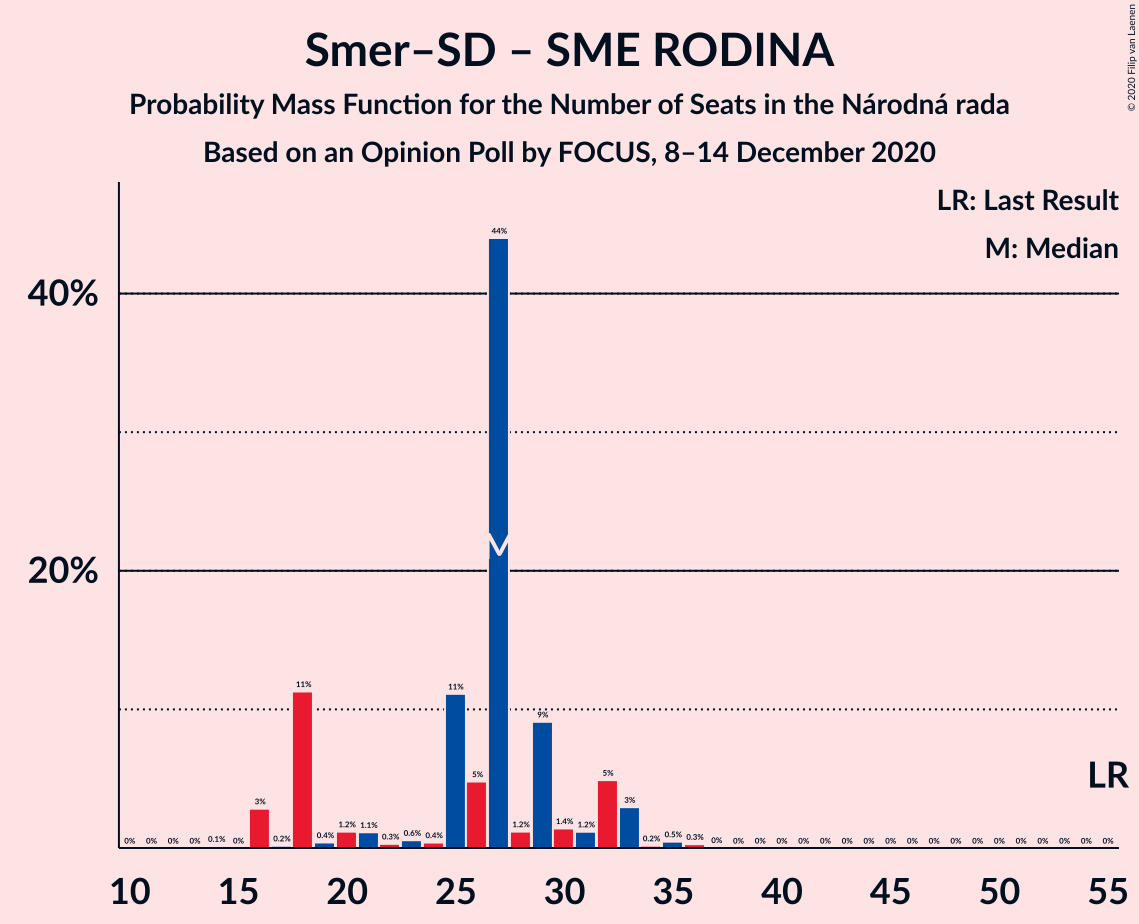 Smer–SD – SME RODINA
Probability Mass Function for the Number of Seats in the Národná rada
Based on an Opinion Poll by FOCUS, 8–14 December 2020
© 2020 Filip van Laenen
LR: Last Result
M: Median
40%
20%
0% 0% 0% 0% 0.1% 0% 3% 0.2% 11% 0.4% 1.2% 1.1% 0.3% 0.6% 0.4% 11% 5% 44% 1.2% 9% 1.4% 1.2% 5% 3% 0.2% 0.5% 0.3% 0% 0% 0% 0% 0% 0% 0% 0% 0% 0% 0% 0% 0% 0% 0% 0% 0% 0% 0%
M
LR
10 15 20 25 30 35 40 45 50 55